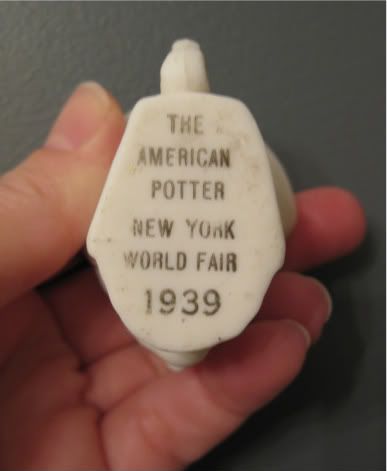 THE
AMERICAN
POTTER
NEW YORK
WORLD FAIR
1939